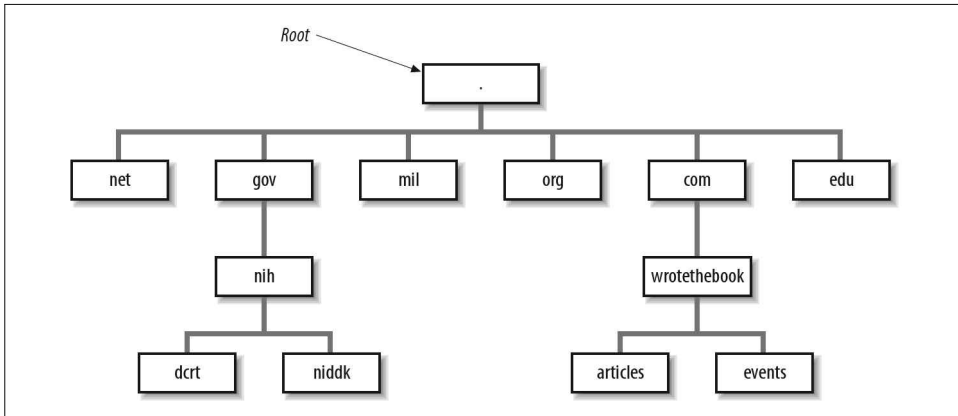 Root
.
net gov mil org com edu
nih wrotethebook
dcrt niddk articles events